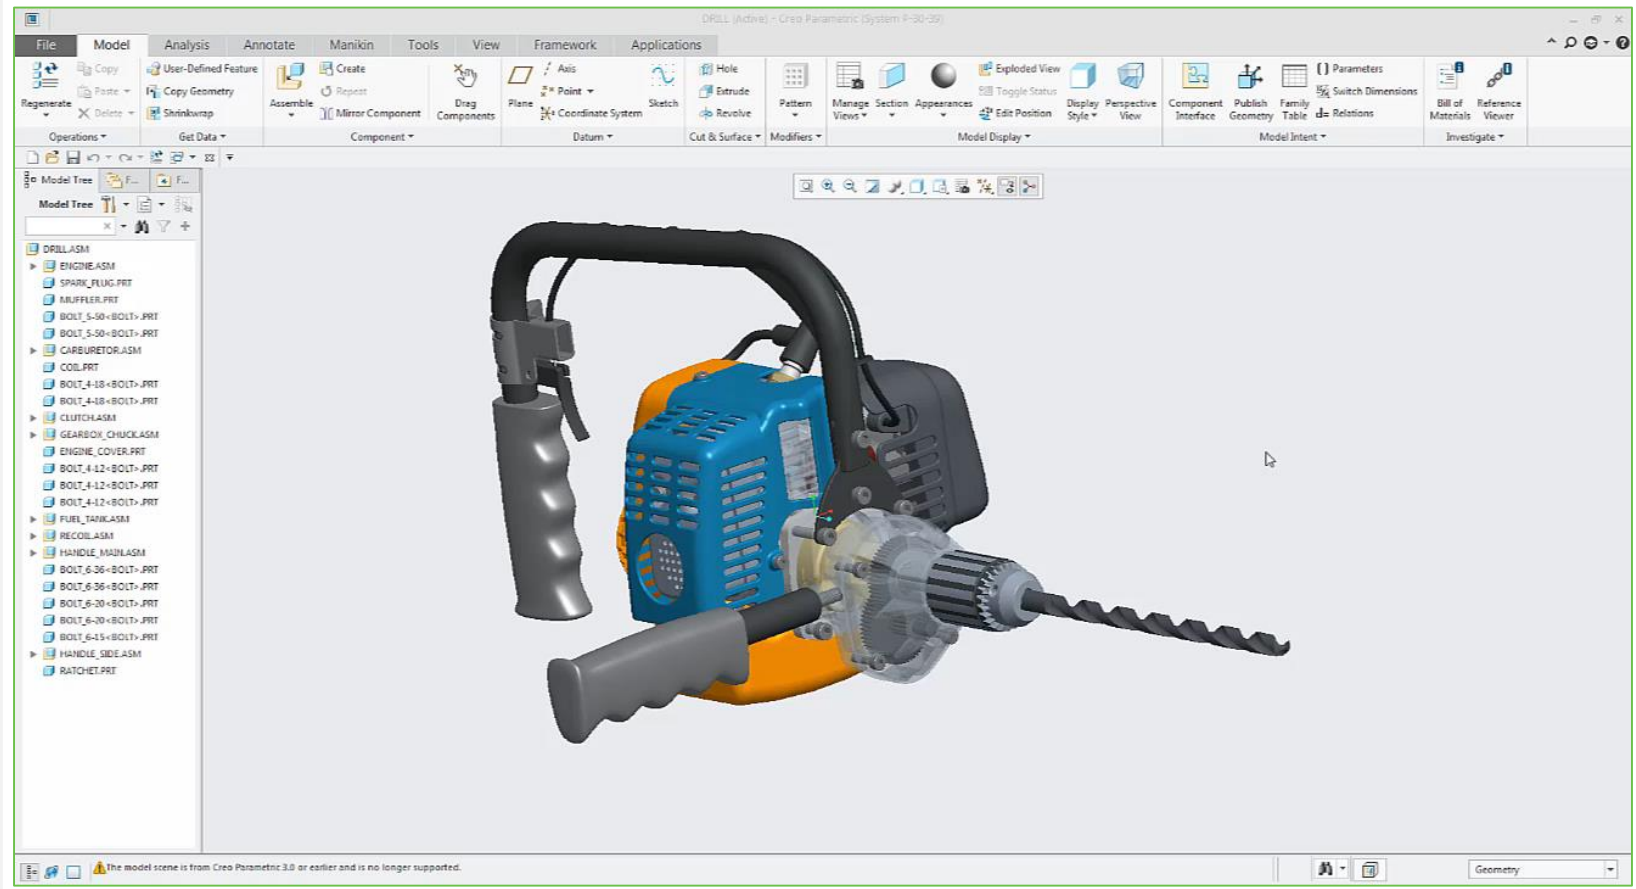 DRILL (Active) - Creo Parametric (System P-30-39)
File Model Analysis Annotate Manikin Tools View Framework Applications
Regenerate
Copy
Paste
Delete
Operations
User-Defined Feature
Copy Geometry
Shrinkwrap
Get Data
Assemble
Create
Repeat
Mirror Component
Drag Components
Component
Plane
Axis
Point
Coordinate System
Sketch
Datum
Hole
Extrude
Revolve
Cut & Surface
Pattern
Modifiers
Manage Views
Section
Appearances
Exploded View
Toggle Status
Edit Position
Display Style
Perspective View
Model Display
Component Interface
Publish Geometry
Family Table
Parameters
Switch Dimensions
d= Relations
Model Intent
Bill of Materials
Reference Viewer
Investigate
Model Tree F... F...
Model Tree
DRILL.ASM
ENGINE.ASM
SPARK_PLUG.PRT
MUFFLER.PRT
BOLT_5-50<BOLT>.PRT
BOLT_5-50<BOLT>.PRT
CARBURETOR.ASM
COIL.PRT
BOLT_4-18<BOLT>.PRT
BOLT_4-18<BOLT>.PRT
CLUTCH.ASM
GEARBOX_CHUCK.ASM
ENGINE_COVER.PRT
BOLT_4-12<BOLT>.PRT
BOLT_4-12<BOLT>.PRT
BOLT_4-12<BOLT>.PRT
FUEL_TANK.ASM
RECOIL.ASM
HANDLE_MAIN.ASM
BOLT_6-36<BOLT>.PRT
BOLT_6-36<BOLT>.PRT
BOLT_6-20<BOLT>.PRT
BOLT_6-20<BOLT>.PRT
BOLT_6-15<BOLT>.PRT
HANDLE_SIDE.ASM
RATCHET.PRT
The model scene is from Creo Parametric 3.0 or earlier and is no longer supported.
Geometry